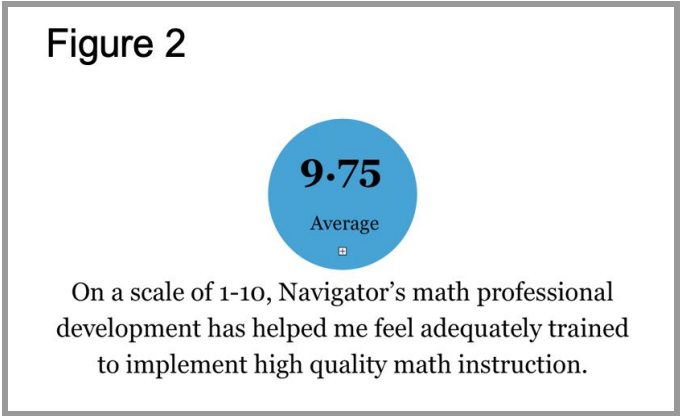 Figure 2
9.75
Average
On a scale of 1-10, Navigator’s math professional
development has helped me feel adequately trained
to implement high quality math instruction.